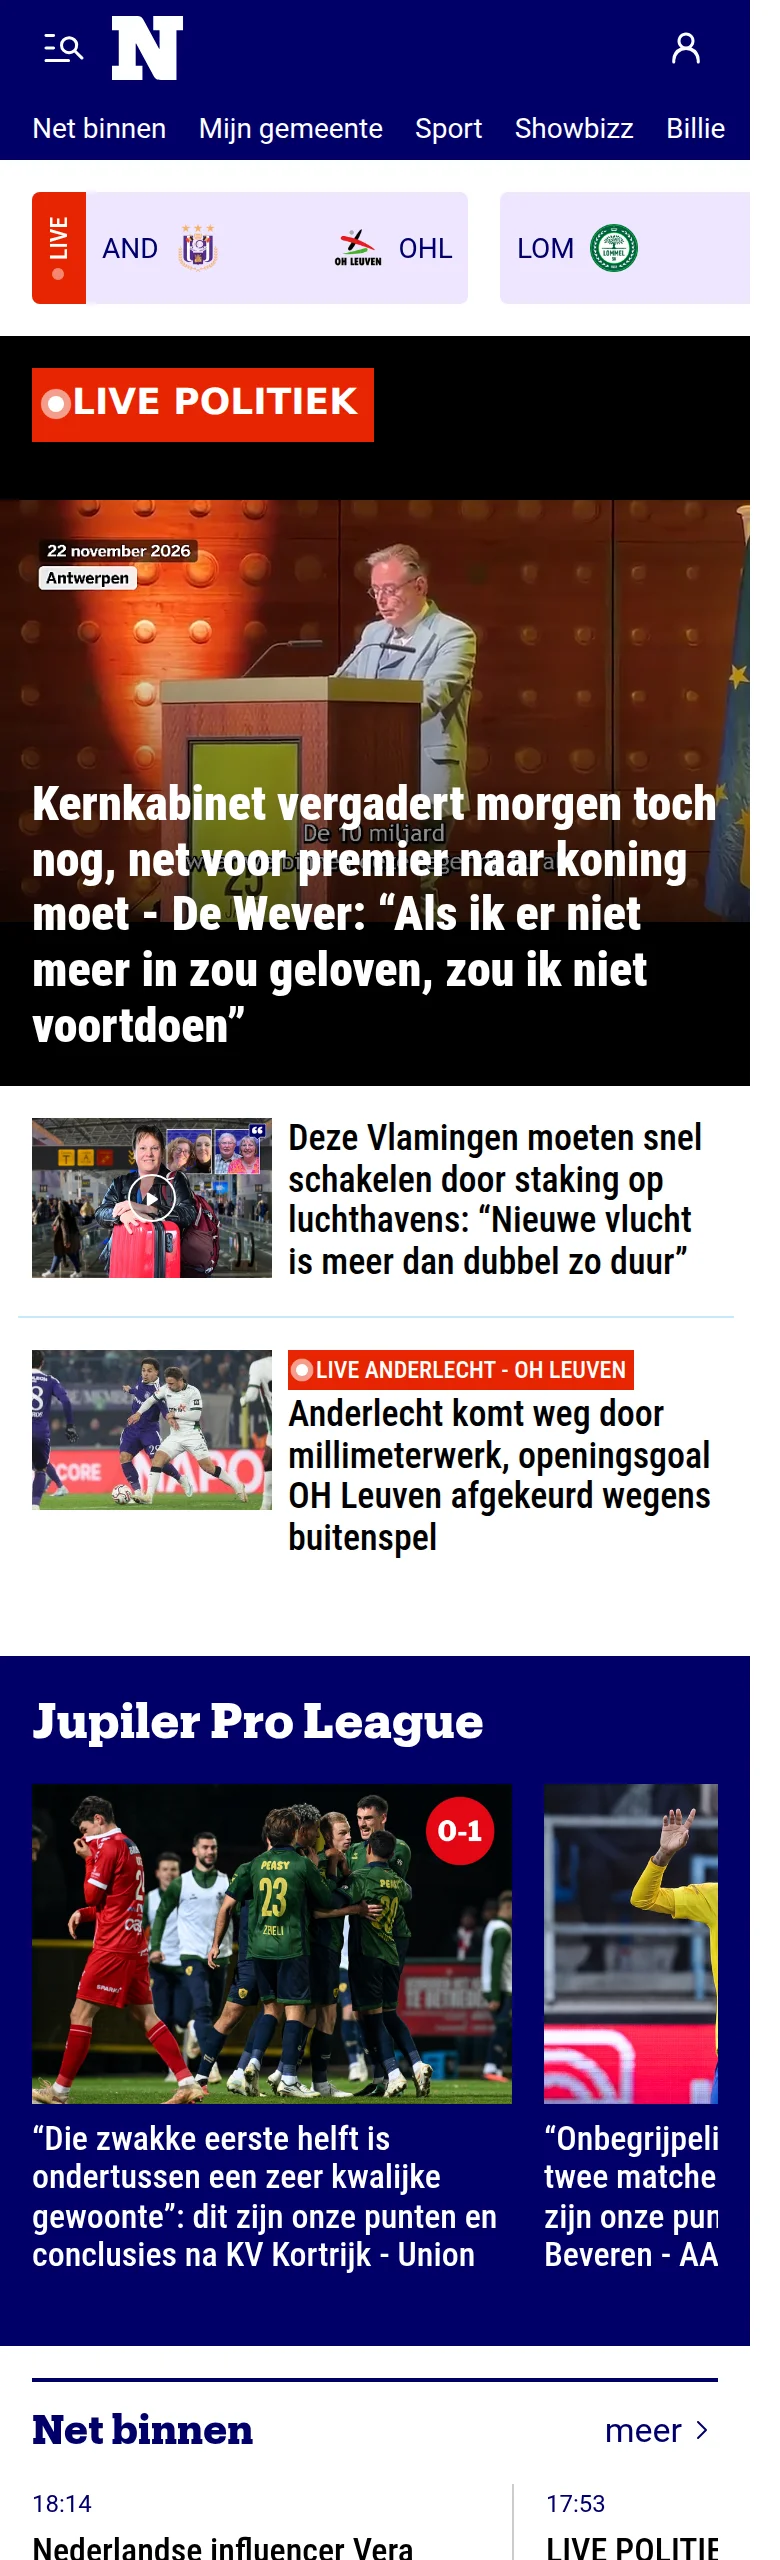 N
Net binnen Mijn gemeente Sport Showbizz Billie
LIVE
AND
OH LEUVEN
OHL
LOM
LOMMEL
LIVE POLITIEK
22 november 2026
Antwerpen
De 10 miljard
Kernkabinet vergadert morgen toch
nog, net voor premier naar koning
moet - De Wever: “Als ik er niet
meer in zou geloven, zou ik niet
voortdoen”
Deze Vlamingen moeten snel
schakelen door staking op
luchthavens: “Nieuwe vlucht
is meer dan dubbel zo duur”
LIVE ANDERLECHT - OH LEUVEN
Anderlecht komt weg door
millimeterwerk, openingsgoal
OH Leuven afgekeurd wegens
buitenspel
Jupiler Pro League
0-1
PEASY
23
“Die zwakke eerste helft is
ondertussen een zeer kwalijke
gewoonte”: dit zijn onze punten en
conclusies na KV Kortrijk - Union
“Onbegrijpeli
twee matche
zijn onze pun
Beveren - AA
Net binnen
meer
18:14
Nederlandse influencer Vera
17:53
LIVE POLITIE